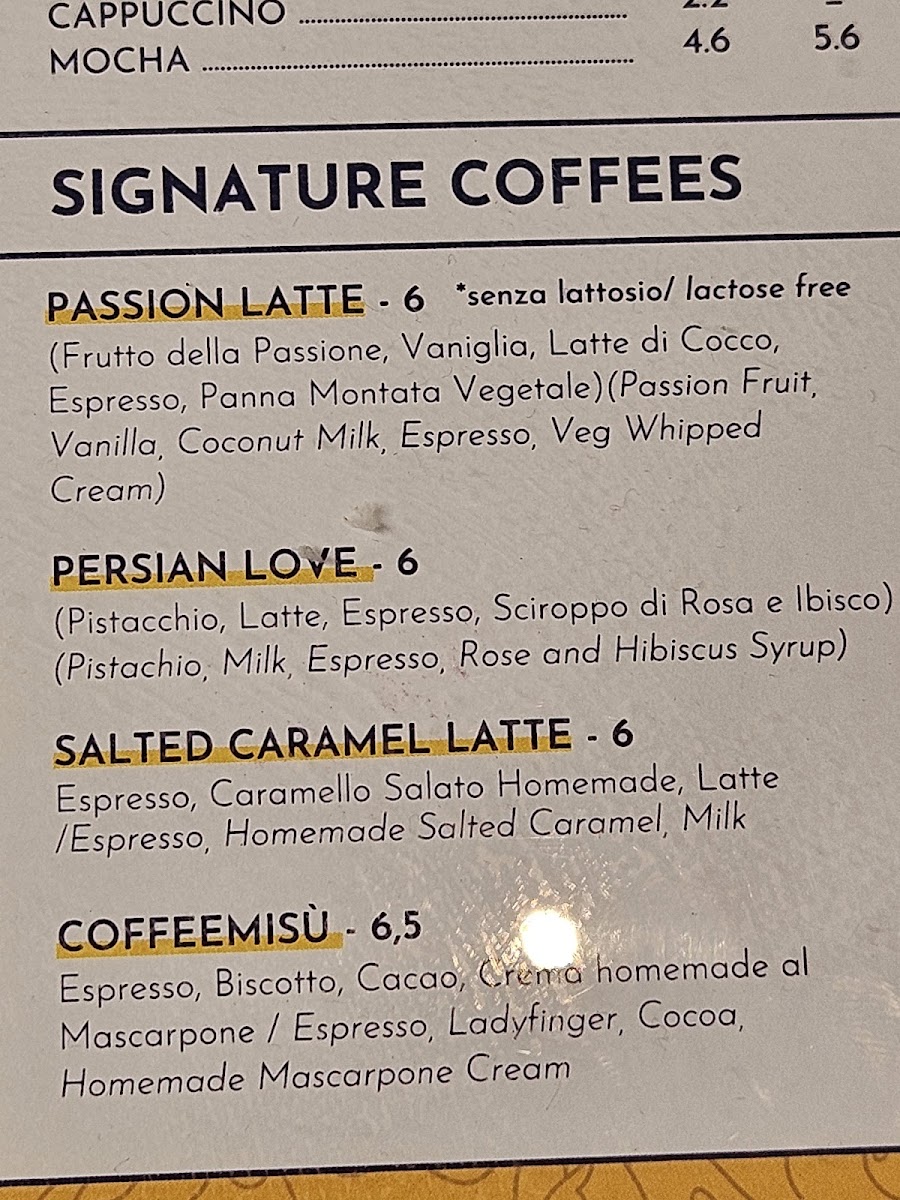 CAPPUCCINO
MOCHA 4.6 5.6
SIGNATURE COFFEES
PASSION LATTE - 6 *senza lattosio/ lactose free
(Frutto della Passione, Vaniglia, Latte di Cocco,
Espresso, Panna Montata Vegetale)(Passion Fruit,
Vanilla, Coconut Milk, Espresso, Veg Whipped
Cream)
PERSIAN LOVE - 6
(Pistacchio, Latte, Espresso, Sciroppo di Rosa e Ibisco)
(Pistachio, Milk, Espresso, Rose and Hibiscus Syrup)
SALTED CARAMEL LATTE - 6
Espresso, Caramello Salato Homemade, Latte
/Espresso, Homemade Salted Caramel, Milk
COFFEEMISÙ - 6,5
Espresso, Biscotto, Cacao, Crema homemade al
Mascarpone / Espresso, Ladyfinger, Cocoa,
Homemade Mascarpone Cream